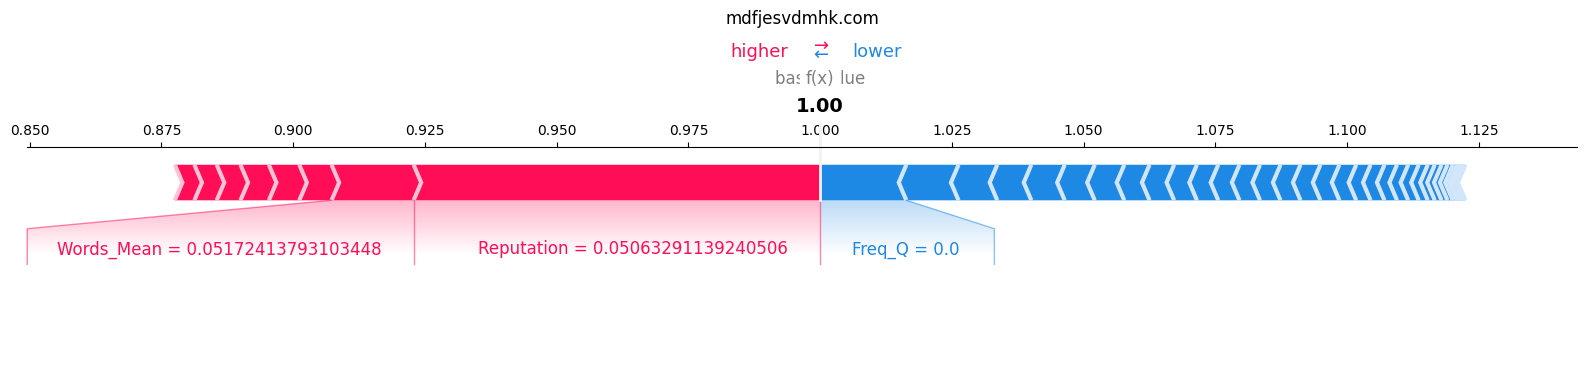 mdfjesvdmhk.com
higher → lower
←
f(x)
1.00
0.850 0.875 0.900 0.925 0.950 0.975 1.000 1.025 1.050 1.075 1.100 1.125
Words_Mean = 0.05172413793103448 Reputation = 0.05063291139240506 Freq_Q = 0.0